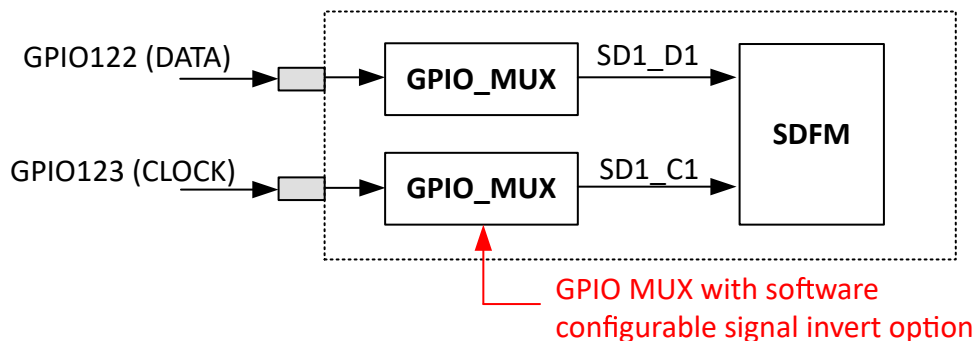 GPIO122 (DATA)
GPIO_MUX
SD1_D1
SDFM
GPIO123 (CLOCK)
GPIO_MUX
SD1_C1
GPIO MUX with software
configurable signal invert option